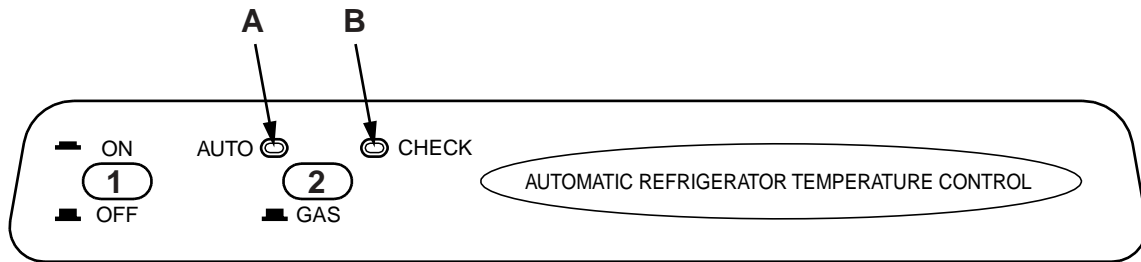 A B
ON AUTO CHECK
1 2 AUTOMATIC REFRIGERATOR TEMPERATURE CONTROL
OFF GAS